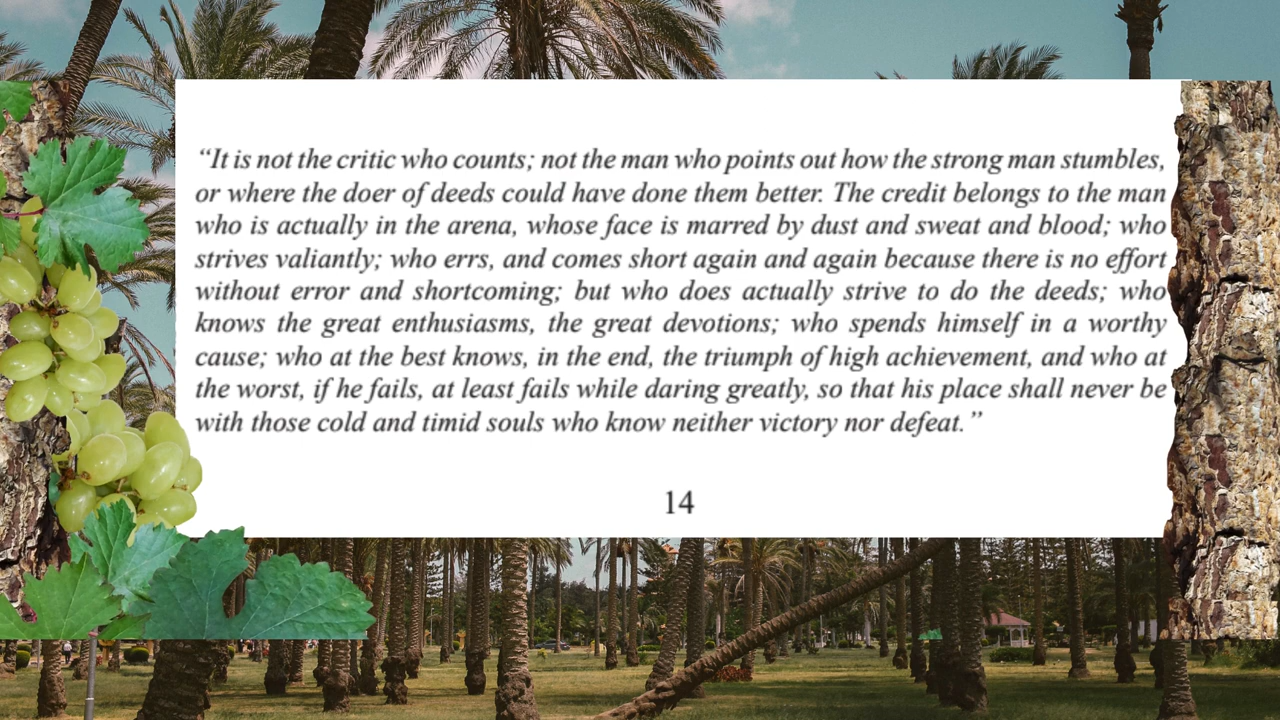 “It is not the critic who counts; not the man who points out how the strong man stumbles,
or where the doer of deeds could have done them better. The credit belongs to the man
who is actually in the arena, whose face is marred by dust and sweat and blood; who
strives valiantly; who errs, and comes short again and again because there is no effort
without error and shortcoming; but who does actually strive to do the deeds; who
knows the great enthusiasms, the great devotions; who spends himself in a worthy
cause; who at the best knows, in the end, the triumph of high achievement, and who at
the worst, if he fails, at least fails while daring greatly, so that his place shall never be
with those cold and timid souls who know neither victory nor defeat.”
14